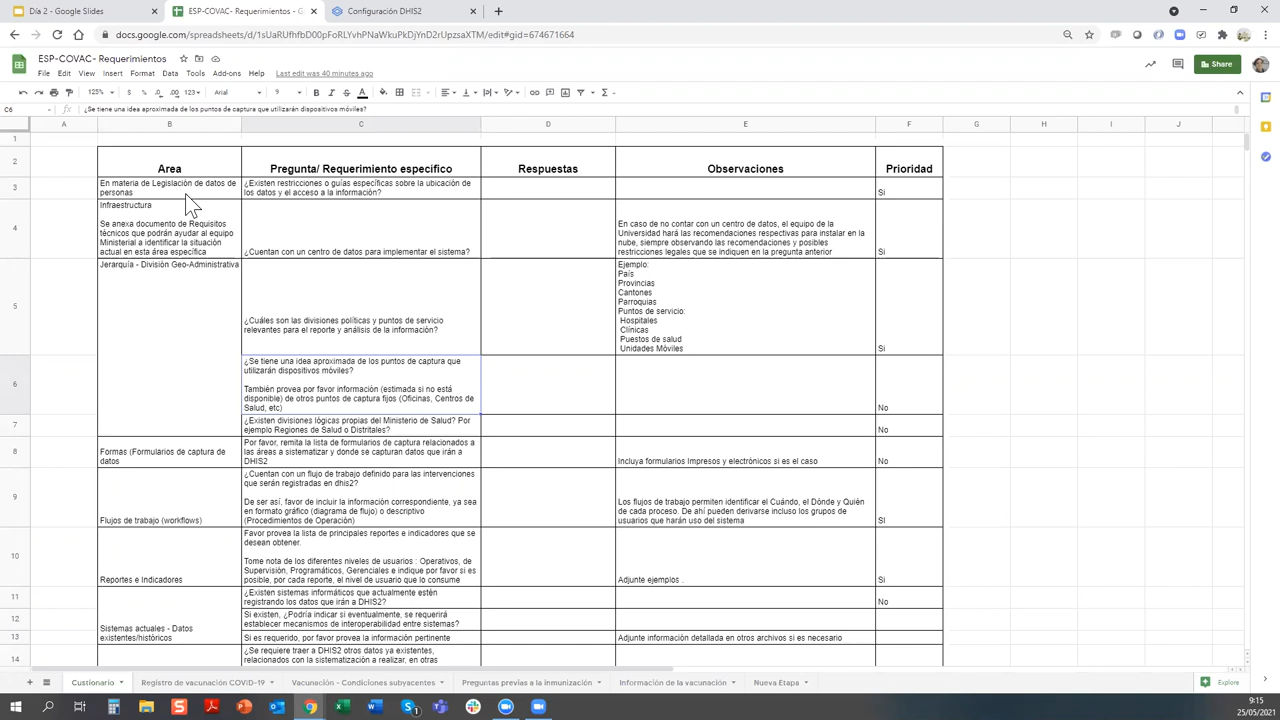 Día 2 - Google Slides
ESP-COVAC- Requerimientos - G
Configuración DHIS2
docs.google.com/spreadsheets/d/1sUaRUfhfbD00pFoRLYvhPNaWkuPkDjYnD2rUpzsaXTM/edit#gid=674671664
ESP-COVAC- Requerimientos
File Edit View Insert Format Data Tools Add-ons Help Last edit was 40 minutes ago
Share
125% $ % .0 .00 123 Arial 9 B I S A
C6 fx ¿Se tiene una idea aproximada de los puntos de captura que utilizarán dispositivos móviles?
A B C D E F G H I J
1
2 Area Pregunta/ Requerimiento específico Respuestas Observaciones Prioridad
3
En materia de Legislación de datos de
personas
¿Existen restricciones o guías específicas sobre la ubicación de
los datos y el acceso a la información?
Si
4
Infraestructura
Se anexa documento de Requisitos
técnicos que podrán ayudar al equipo
Ministerial a identificar la situación
actual en esta área específica
¿Cuentan con un centro de datos para implementar el sistema?
En caso de no contar con un centro de datos, el equipo de la
Universidad hará las recomendaciones respectivas para instalar en la
nube, siempre observando las recomendaciones y posibles
restricciones legales que se indiquen en la pregunta anterior
Si
5
Jerarquía - División Geo-Administrativa
¿Cuáles son las divisiones políticas y puntos de servicio
relevantes para el reporte y análisis de la información?
Ejemplo:
País
Provincias
Cantones
Parroquias
Puntos de servicio:
Hospitales
Clínicas
Puestos de salud
Unidades Móviles
Si
6
¿Se tiene una idea aproximada de los puntos de captura que
utilizarán dispositivos móviles?
También provea por favor información (estimada si no está
disponible) de otros puntos de captura fijos (Oficinas, Centros de
Salud, etc)
No
7
¿Existen divisiones lógicas propias del Ministerio de Salud? Por
ejemplo Regiones de Salud o Distritales?
No
8
Formas (Formularios de captura de
datos
Por favor, remita la lista de formularios de captura relacionados a
las áreas a sistematizar y donde se capturan datos que irán a
DHIS2
Incluya formularios Impresos y electrónicos si es el caso
No
9
Flujos de trabajo (workflows)
¿Cuentan con un flujo de trabajo definido para las intervenciones
que serán registradas en dhis2?
De ser así, favor de incluir la información correspondiente, ya sea
en formato gráfico (diagrama de flujo) o descriptivo
(Procedimientos de Operación)
Los flujos de trabajo permiten identificar el Cuándo, el Dónde y Quién
de cada proceso. De ahí pueden derivarse incluso los grupos de
usuarios que harán uso del sistema
SI
10
Reportes e Indicadores
Favor provea la lista de principales reportes e indicadores que se
desean obtener.
Tome nota de los diferentes niveles de usuarios : Operativos, de
Supervisión, Programáticos, Gerenciales e indique por favor si es
posible, por cada reporte, el nivel de usuario que lo consume
Adjunte ejemplos .
Si
11
¿Existen sistemas informáticos que actualmente estén
registrando los datos que irán a DHIS2?
No
12
Sistemas actuales - Datos
existentes/históricos
Si existen, ¿Podría indicar si eventualmente, se requerirá
establecer mecanismos de interoperabilidad entre sistemas?
13
Si es requerido, por favor provea la información pertinente
Adjunte información detallada en otros archivos si es necesario
14
¿Se requiere traer a DHIS2 otros datos ya existentes,
relacionados con la sistematización a realizar, en otras
Custionario Registro de vacunación COVID-19 Vacunación - Condiciones subyacentes Preguntas previas a la inmunización Información de la vacunación Nueva Etapa
Explore
9:15
25/05/2021